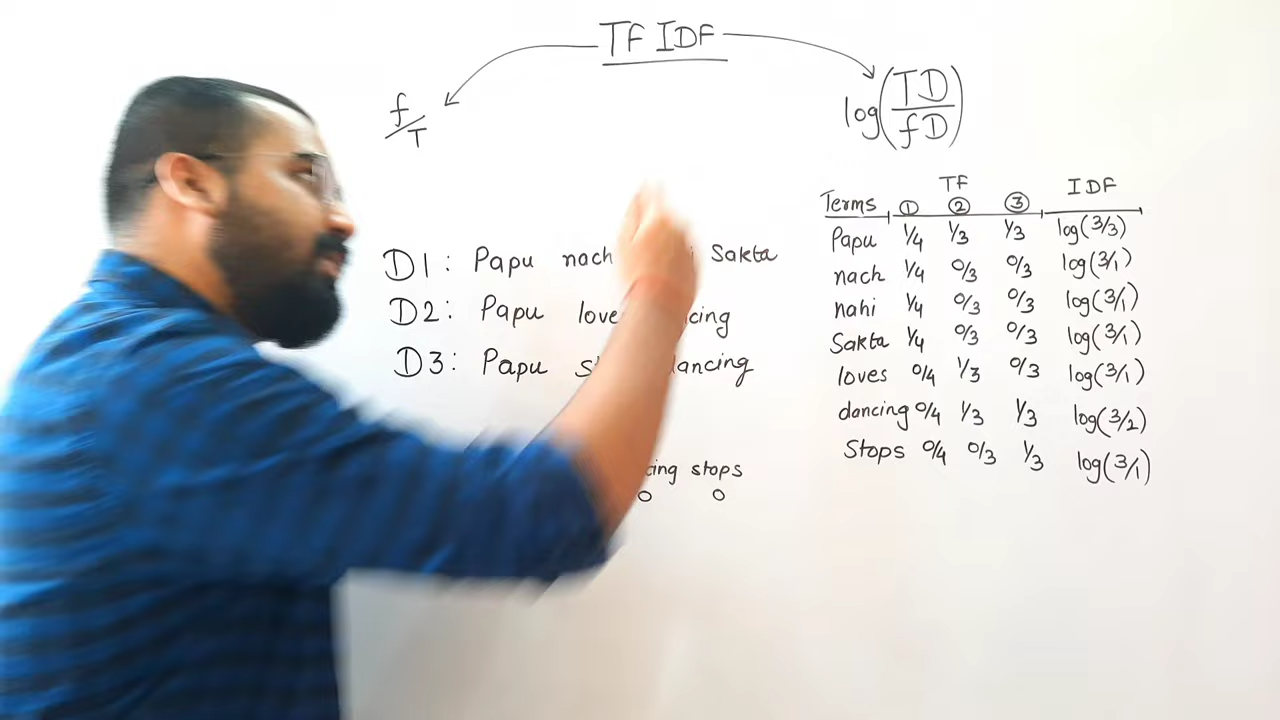 TF IDF
f/T
log(TD/fD)
D1: Papu nach Sakta
D2: Papu
D3: Papu dancing
stops
0 0
TF IDF
Terms ① ② ③
Papu 1/4 1/3 1/3 log(3/3)
nach 1/4 0/3 0/3 log(3/1)
nahi 1/4 0/3 0/3 log(3/1)
Sakta 1/4 0/3 0/3 log(3/1)
loves 0/4 1/3 0/3 log(3/1)
dancing 0/4 1/3 1/3 log(3/2)
Stops 0/4 0/3 1/3 log(3/1)